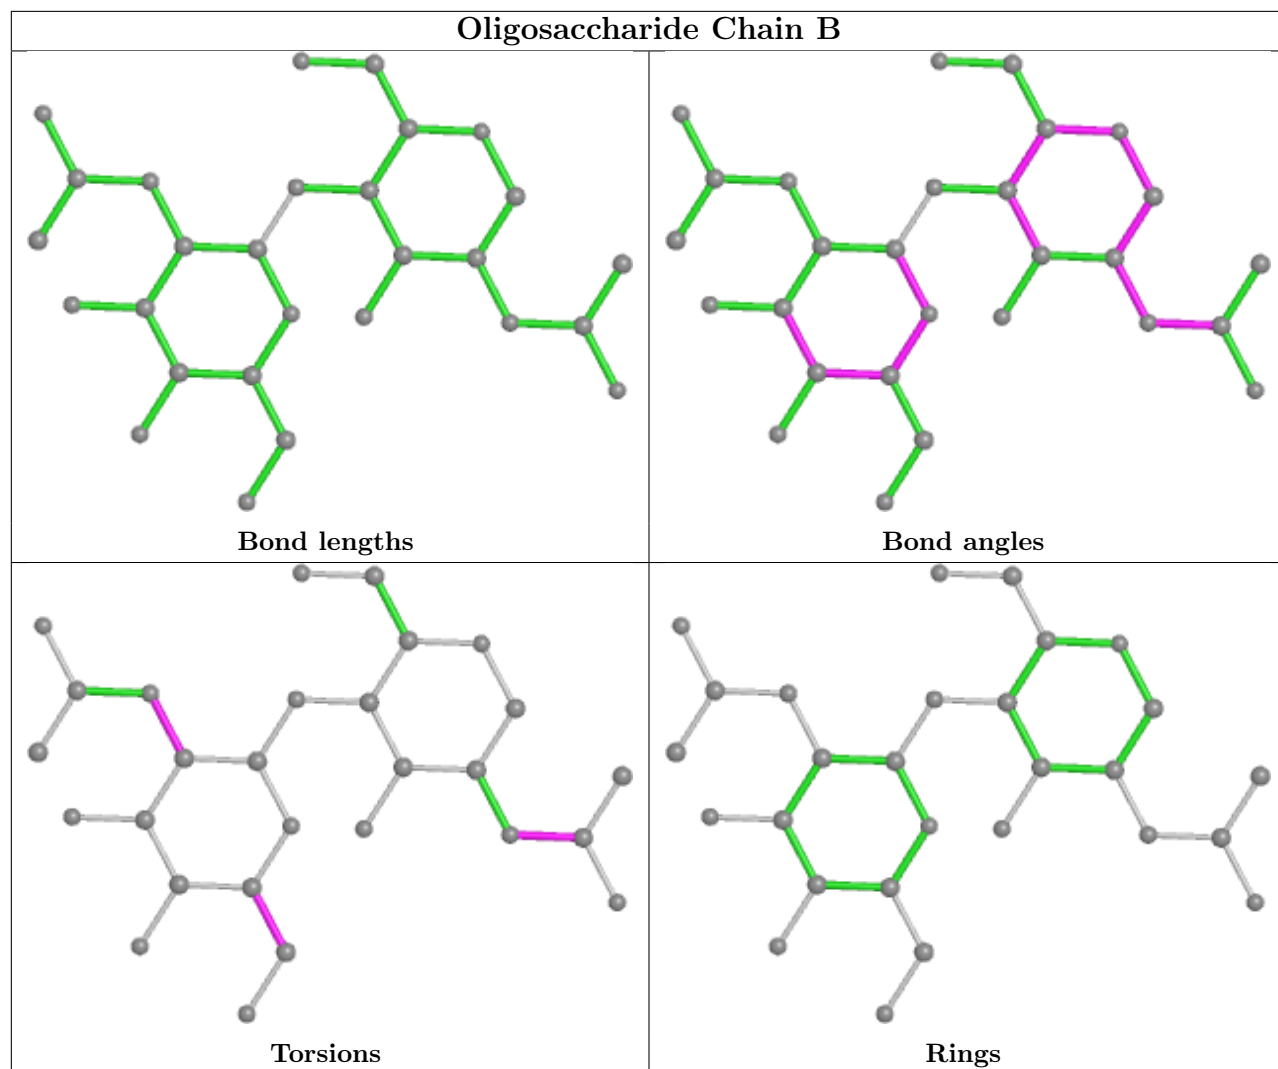 Oligosaccharide Chain B
Bond lengths
Bond angles
Torsions
Rings